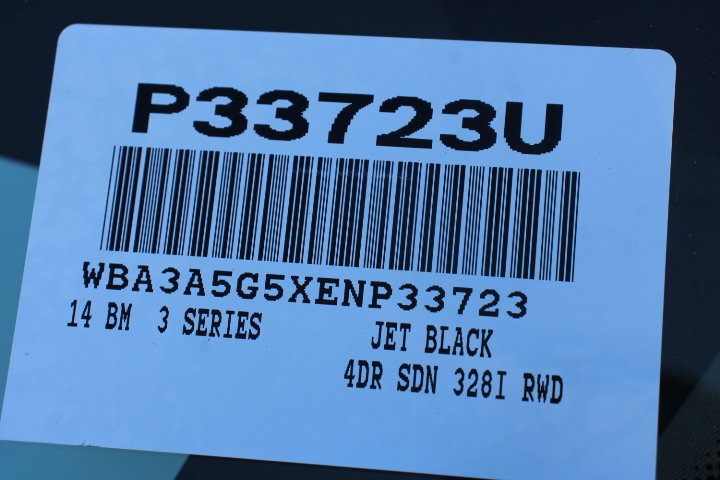 P33723U
WBA3A5G5XENP33723
14 BM 3 SERIES
JET BLACK
4DR SDN 328I RWD